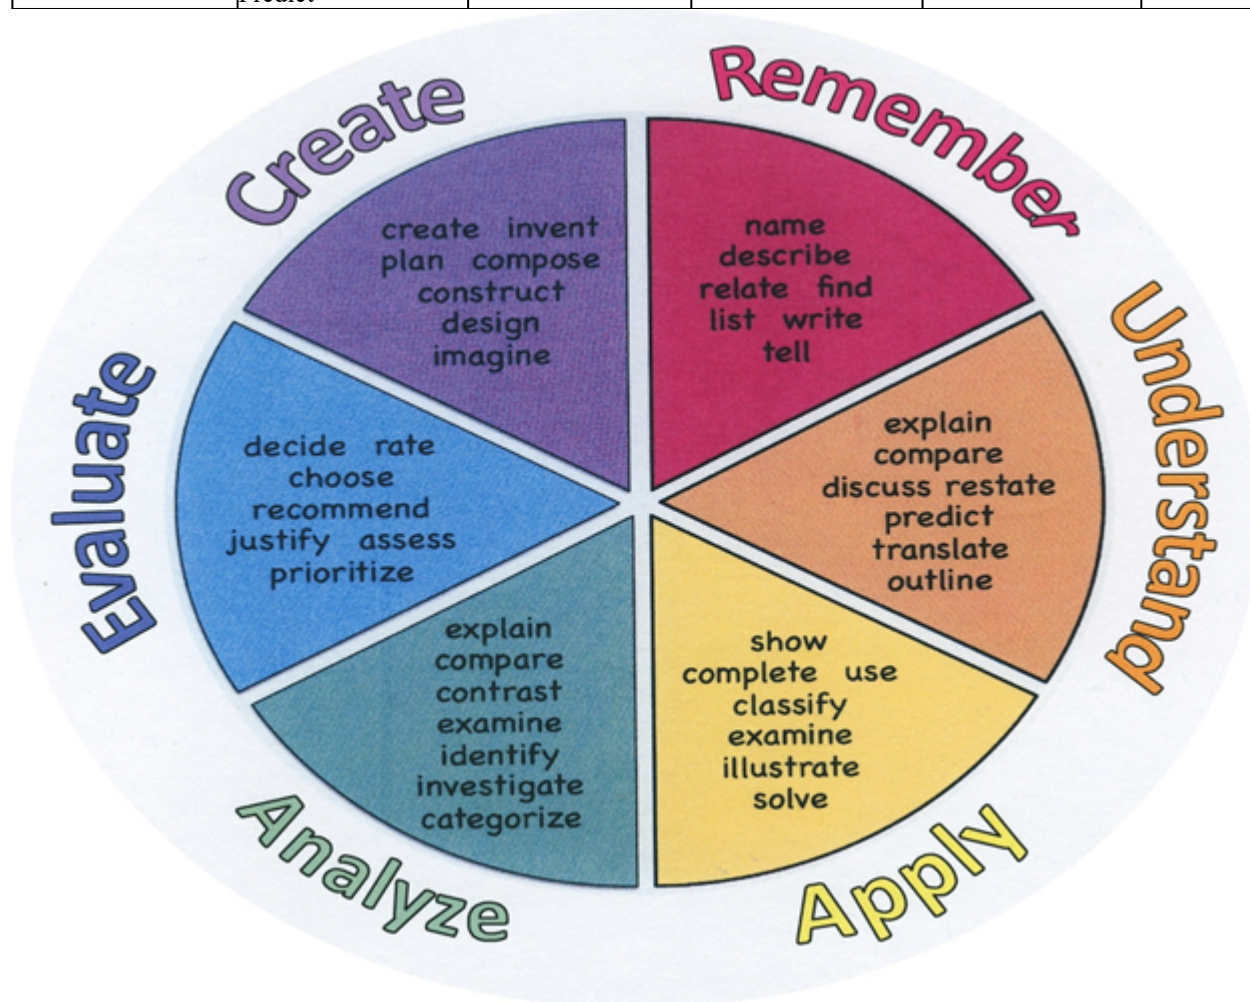 Predict
Remember
name
describe
relate find
list write
tell
Understand
explain
compare
discuss restate
predict
translate
outline
Apply
show
complete use
classify
examine
illustrate
solve
Analyze
explain
compare
contrast
examine
identify
investigate
categorize
Evaluate
decide rate
choose
recommend
justify assess
prioritize
Create
create invent
plan compose
construct
design
imagine